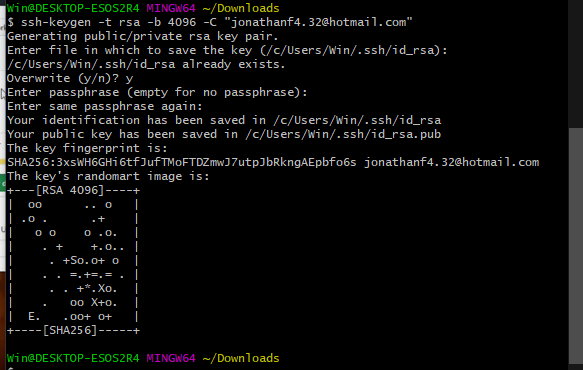 Win@DESKTOP-ESOS2R4 MINGW64 ~/Downloads
$ ssh-keygen -t rsa -b 4096 -C "jonathanf4.32@hotmail.com"
Generating public/private rsa key pair.
Enter file in which to save the key (/c/Users/Win/.ssh/id_rsa):
/c/Users/Win/.ssh/id_rsa already exists.
Overwrite (y/n)? y
Enter passphrase (empty for no passphrase):
Enter same passphrase again:
Your identification has been saved in /c/Users/Win/.ssh/id_rsa
Your public key has been saved in /c/Users/Win/.ssh/id_rsa.pub
The key fingerprint is:
SHA256:3xsWH6GHi6tfJufTMoFTDZmwJ7utpJbRkngAEpbfo6s jonathanf4.32@hotmail.com
The key's randomart image is:
+---[RSA 4096]----+
|  oo      .. o   |
| .o .      .+    |
|   o o    o .o.  |
|    . +    +.o.. |
|     . +So.o+ o  |
|    . . =.+=.= . |
|     . . +*.Xo.  |
|    .   oo X+o.  |
|  E.   .oo+ o+   |
+----[SHA256]-----+
Win@DESKTOP-ESOS2R4 MINGW64 ~/Downloads